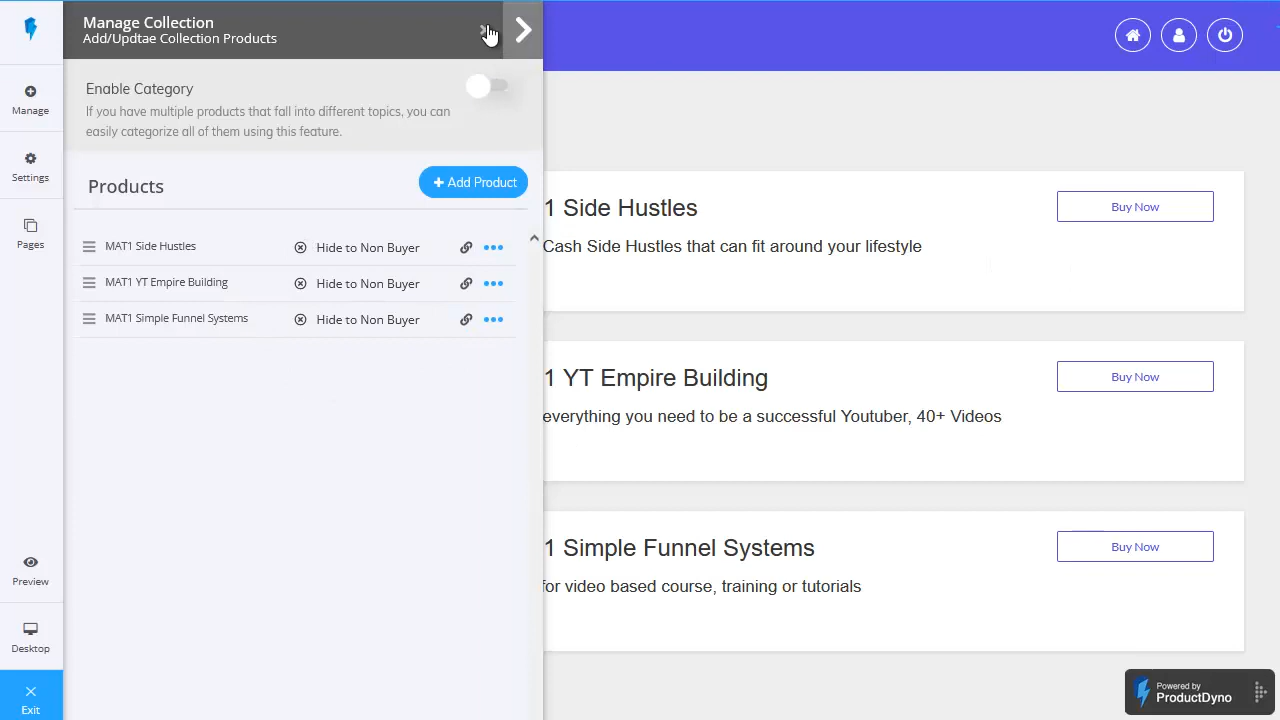 Manage Collection
Add/Updtae Collection Products
Enable Category
If you have multiple products that fall into different topics, you can
easily categorize all of them using this feature.
Products
+ Add Product
MAT1 Side Hustles
Hide to Non Buyer
MAT1 YT Empire Building
Hide to Non Buyer
MAT1 Simple Funnel Systems
Hide to Non Buyer
Manage
Settings
Pages
Preview
Desktop
Exit
1 Side Hustles
Cash Side Hustles that can fit around your lifestyle
Buy Now
1 YT Empire Building
everything you need to be a successful Youtuber, 40+ Videos
Buy Now
1 Simple Funnel Systems
for video based course, training or tutorials
Buy Now
Powered by
ProductDyno